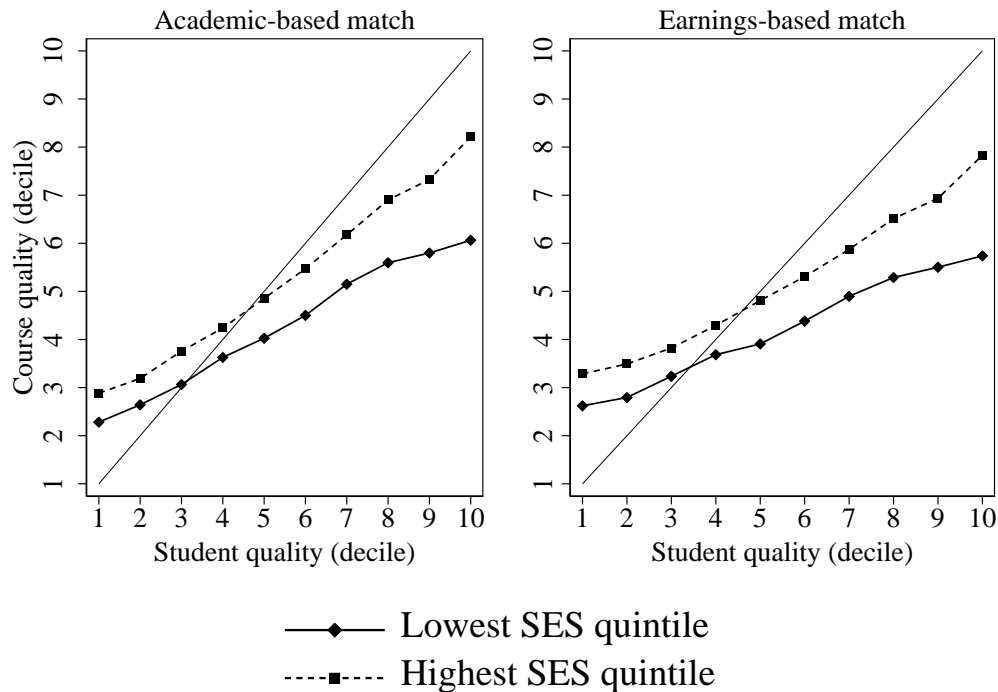 Academic-based match
Earnings-based match
Course quality (decile)
10
9
8
7
6
5
4
3
2
1
10
9
8
7
6
5
4
3
2
1
1 2 3 4 5 6 7 8 9 10
1 2 3 4 5 6 7 8 9 10
Student quality (decile)
Student quality (decile)
Lowest SES quintile
Highest SES quintile